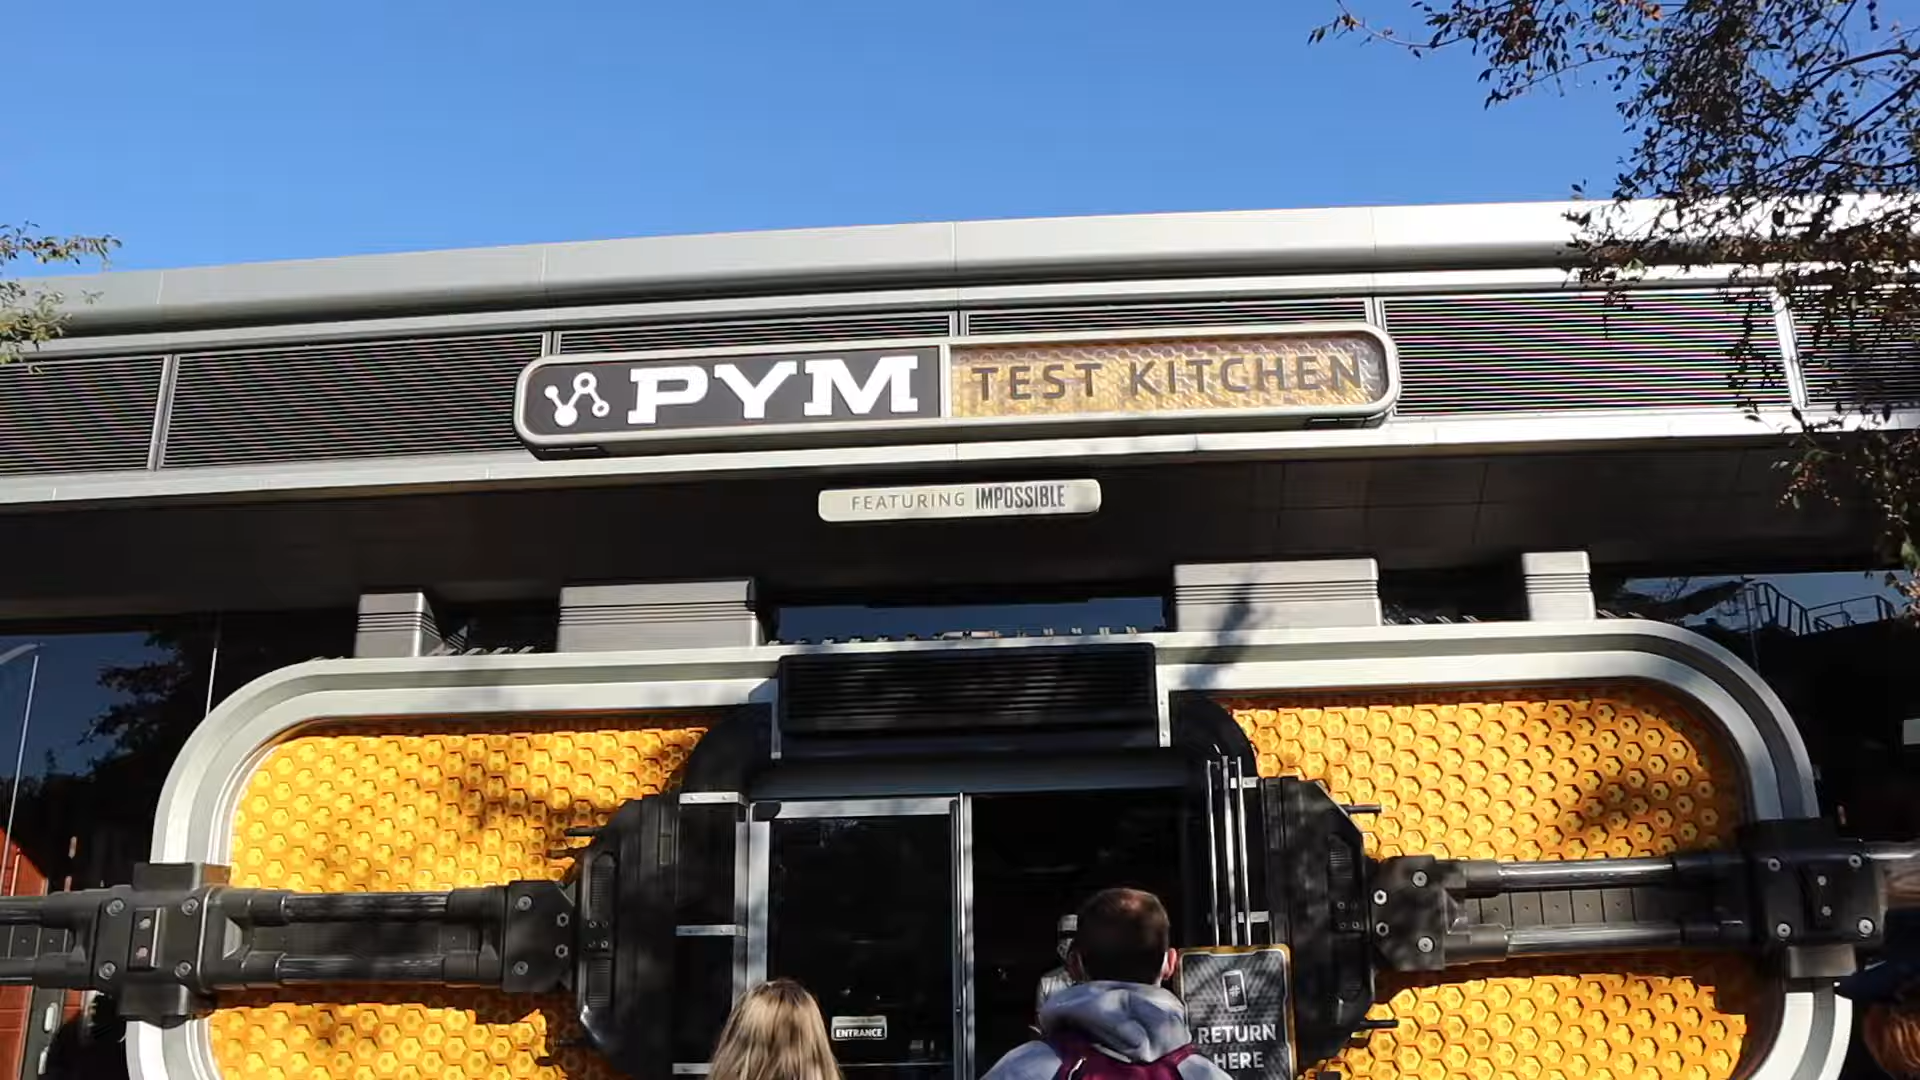 PYM TEST KITCHEN
FEATURING IMPOSSIBLE
ENTRANCE
RETURN
HERE